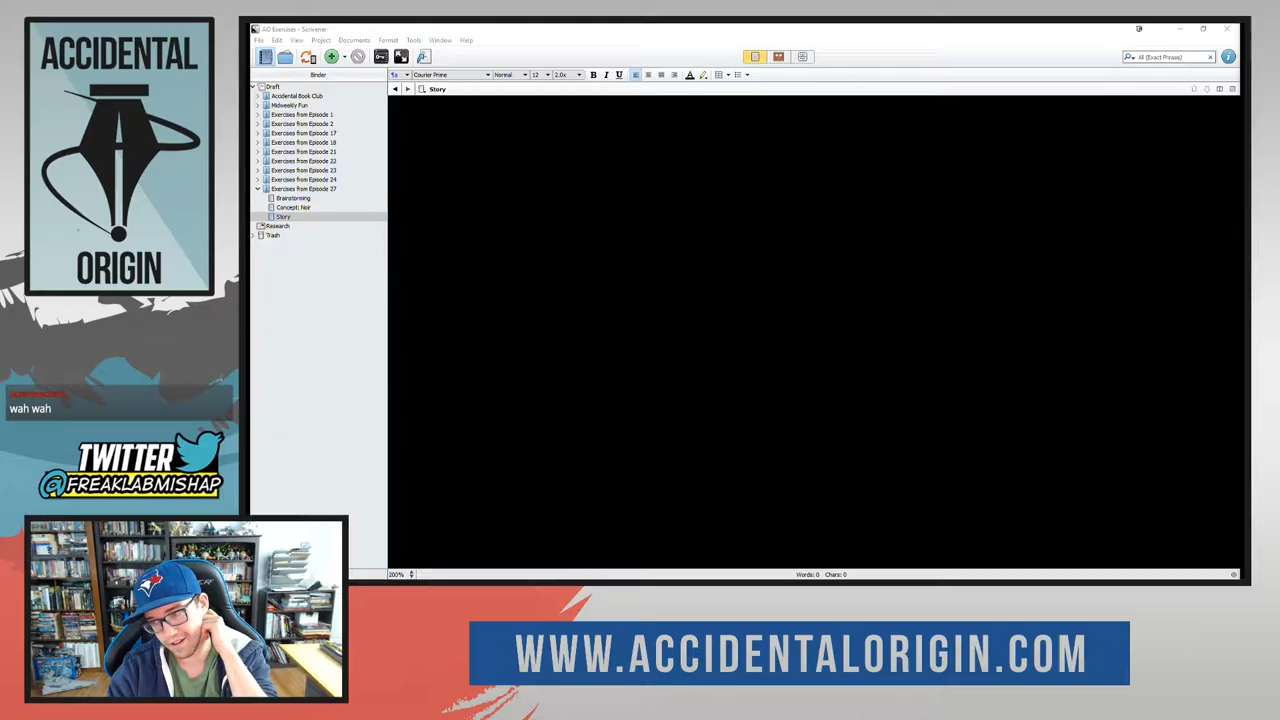 ACCIDENTAL
ORIGIN
wah wah
TWITTER
@FREAKLABMISHAP
AO Exercises - Scrivener
File Edit View Project Documents Format Tools Window Help
All (Exact Phrase)
Binder
Courier Prime Normal 12 2.0x B I U A
Story
Draft
Accidental Book Club
Midweekly Fun
Exercises from Episode 1
Exercises from Episode 2
Exercises from Episode 17
Exercises from Episode 18
Exercises from Episode 21
Exercises from Episode 22
Exercises from Episode 23
Exercises from Episode 24
Exercises from Episode 27
Brainstorming
Concept: Noir
Story
Research
Trash
200% Words: 0 Chars: 0
WWW.ACCIDENTALORIGIN.COM